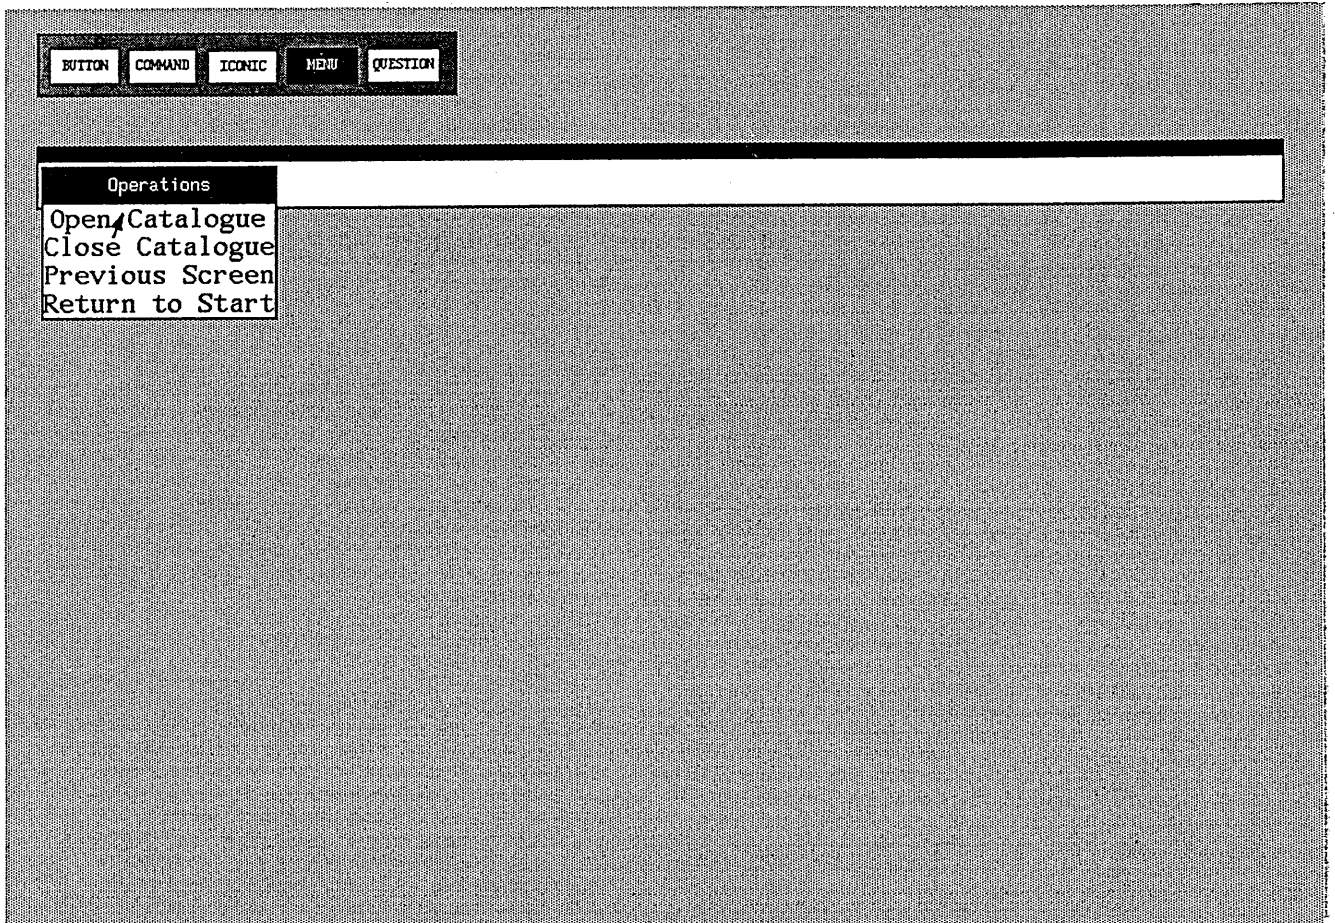 BUTTON COMMAND ICONIC MENU QUESTION
Operations
Open Catalogue
Close Catalogue
Previous Screen
Return to Start